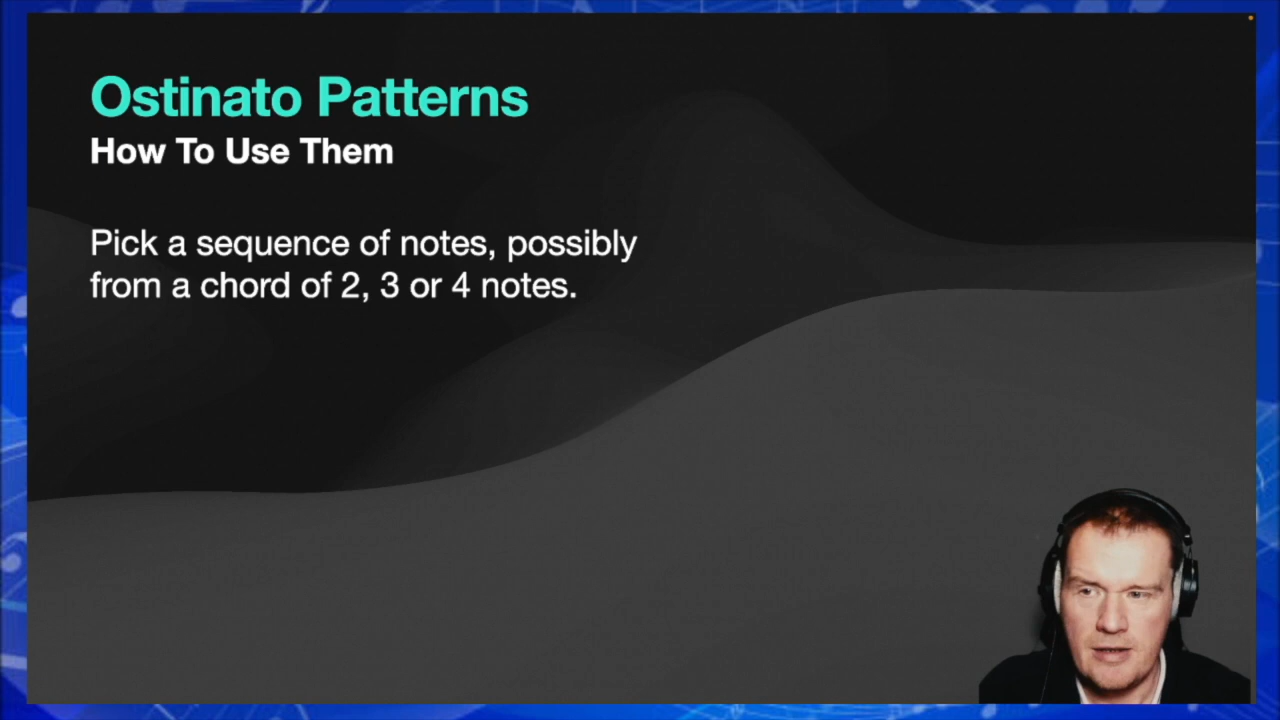 Ostinato Patterns
How To Use Them
Pick a sequence of notes, possibly
from a chord of 2, 3 or 4 notes.